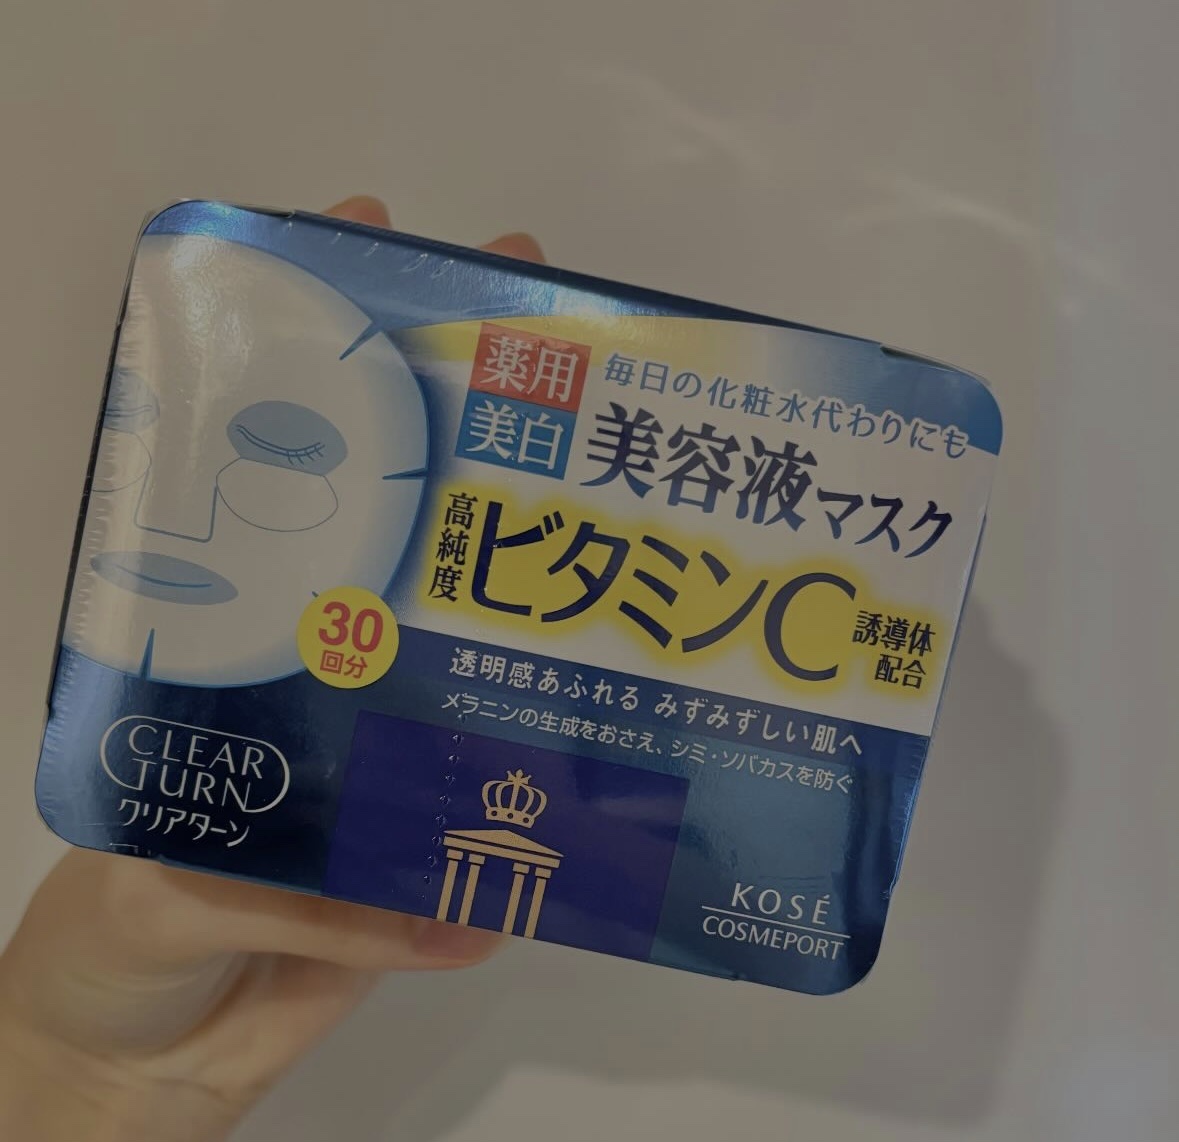 薬用
美白
毎日の化粧水代わりにも
美容液マスク
高純度
ビタミンC
誘導体
配合
30
回分
透明感あふれる みずみずしい肌へ
メラニンの生成をおさえ、シミ・ソバカスを防ぐ
CLEAR
TURN
クリアターン
KOSÉ
COSMEPORT